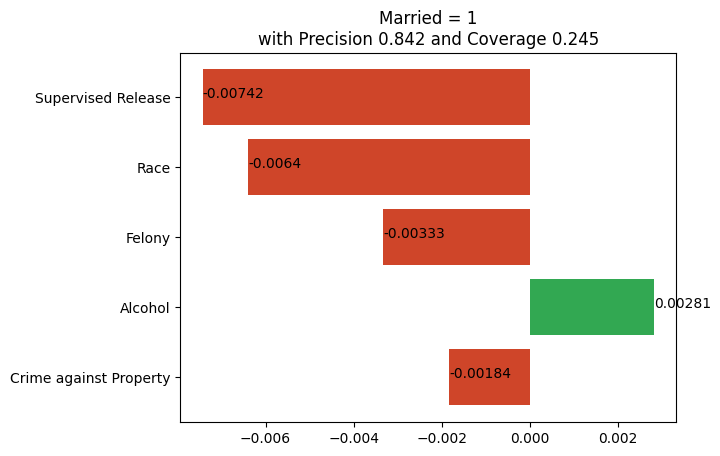 Married = 1
with Precision 0.842 and Coverage 0.245
Supervised Release
-0.00742
Race
-0.0064
Felony
-0.00333
Alcohol
0.00281
Crime against Property
-0.00184
−0.006
−0.004
−0.002
0.000
0.002